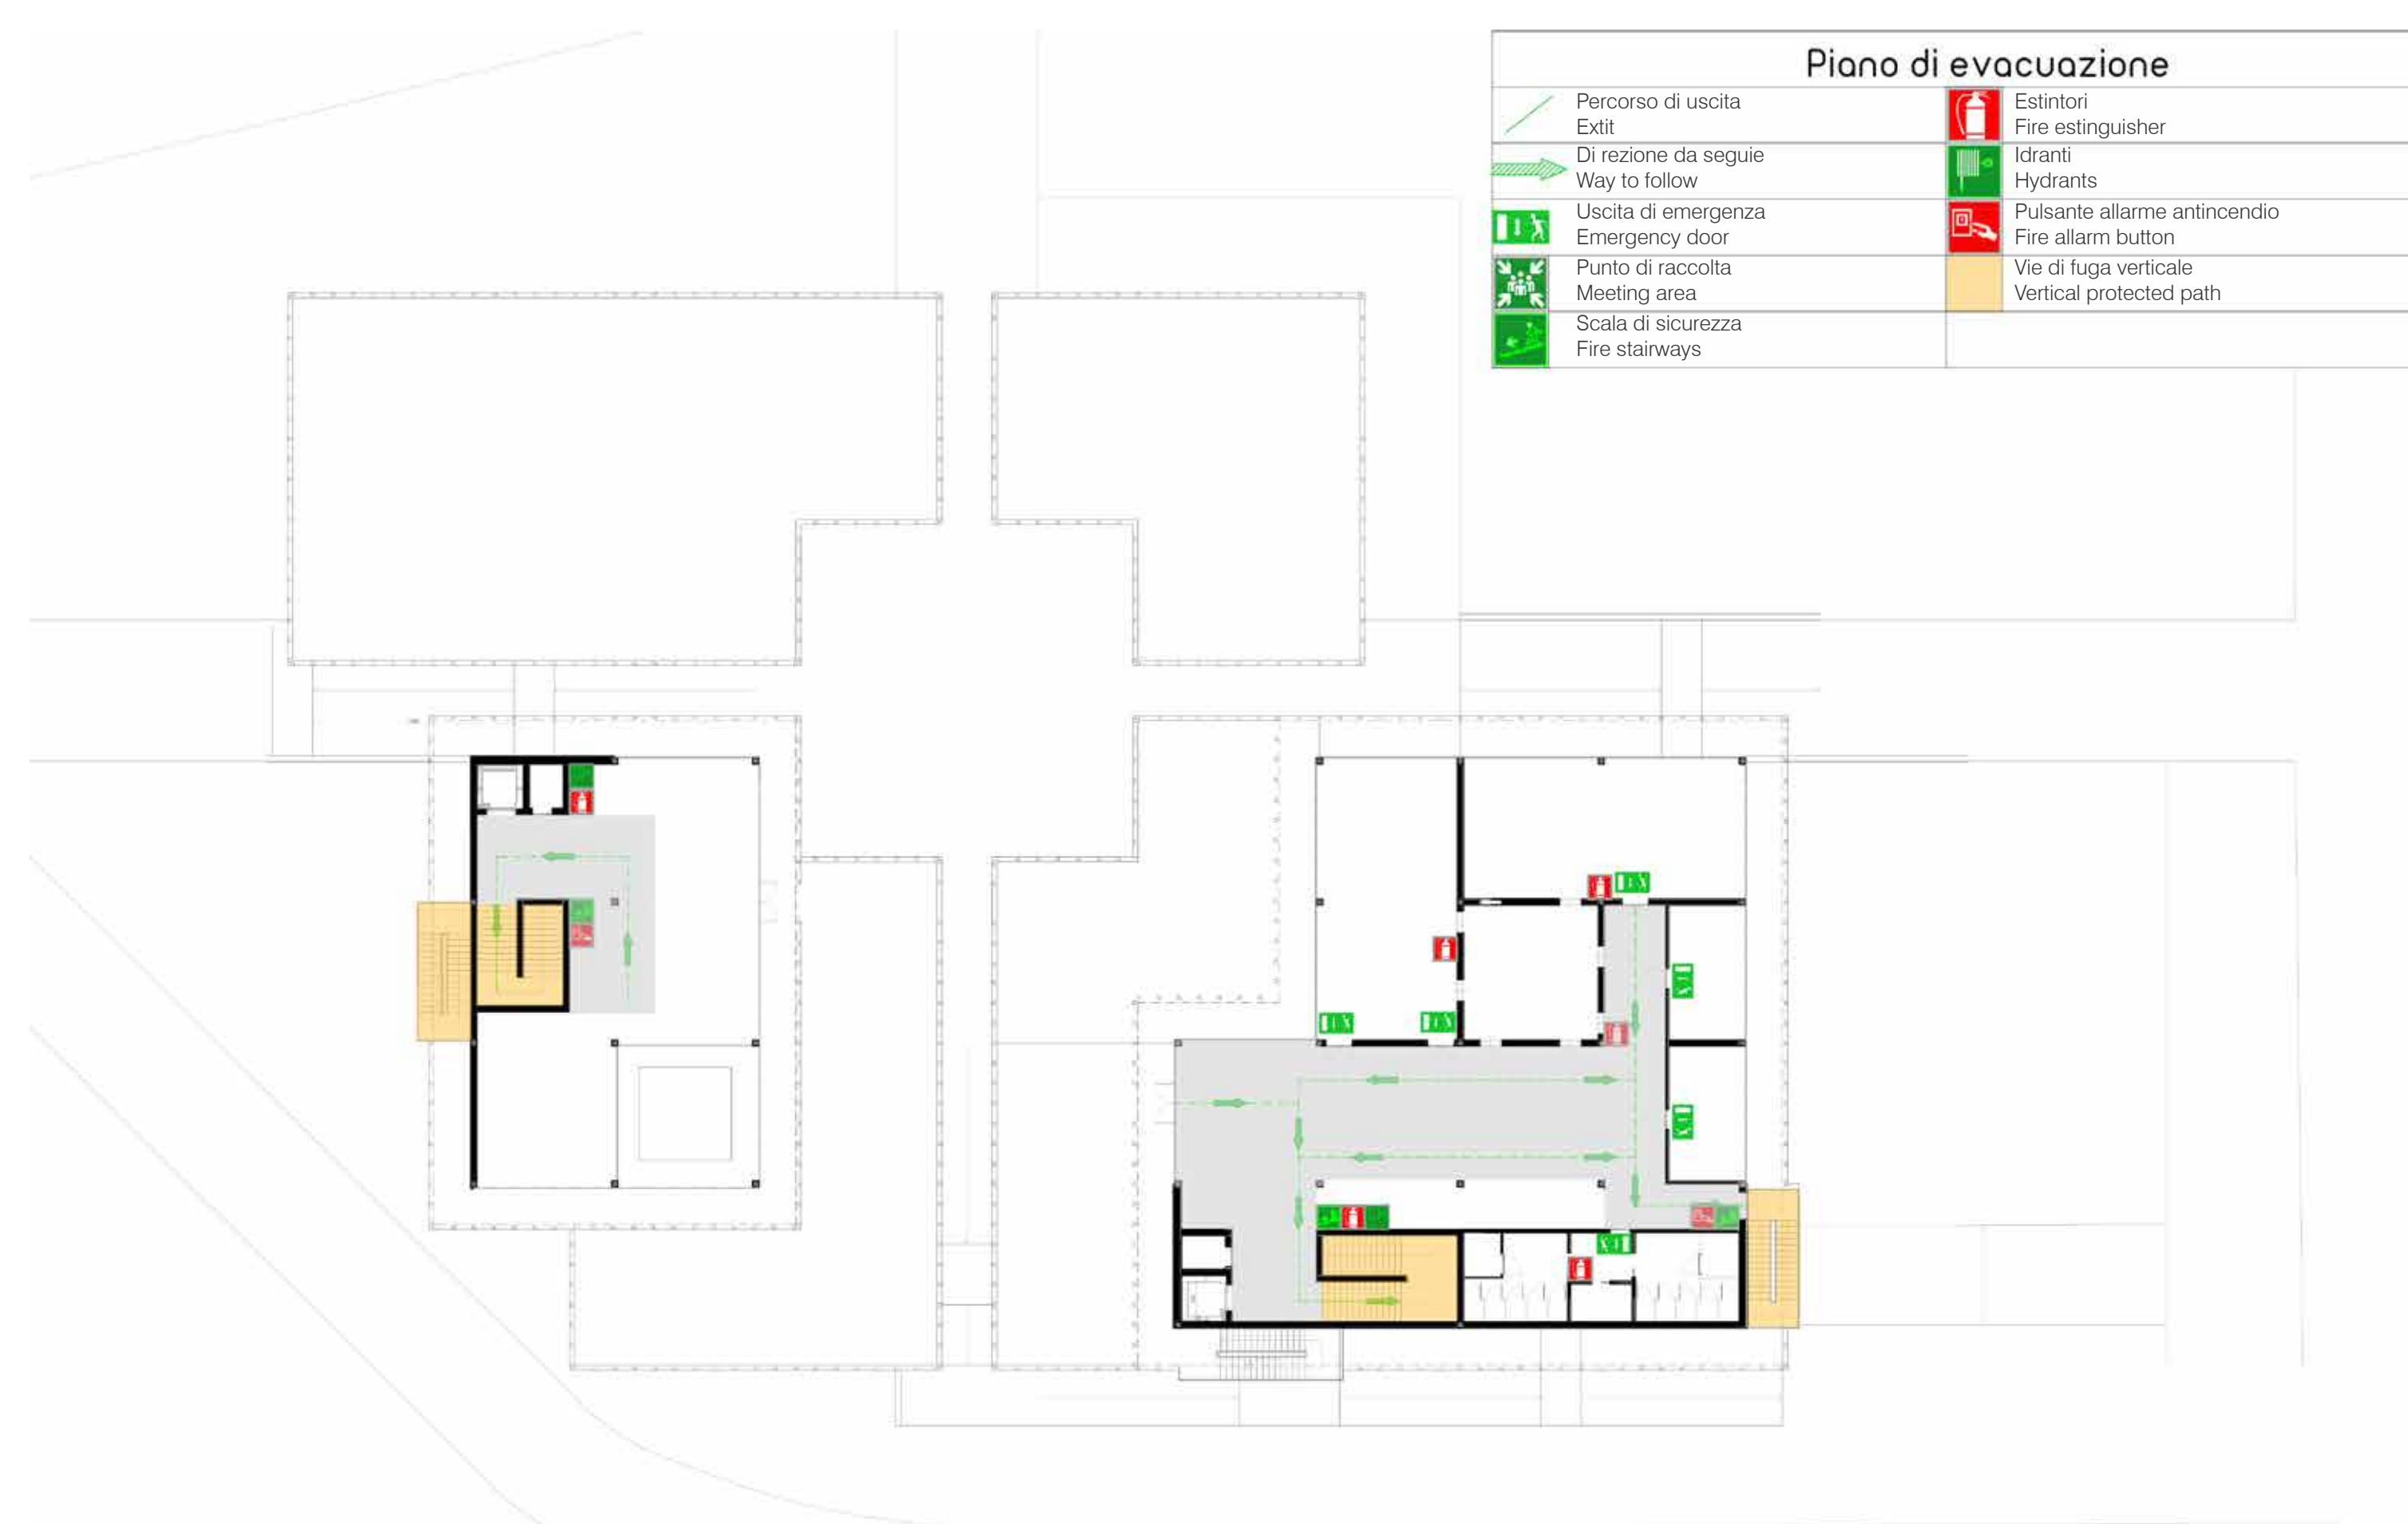 Piano di evacuazione
Percorso di uscita
Extit
Di rezione da seguie
Way to follow
Uscita di emergenza
Emergency door
Punto di raccolta
Meeting area
Scala di sicurezza
Fire stairways
Estintori
Fire estinguisher
Idranti
Hydrants
Pulsante allarme antincendio
Fire allarm button
Vie di fuga verticale
Vertical protected path